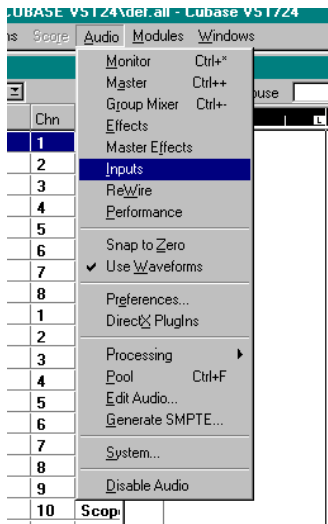 CUBASE VST24\def.all - Cubase VST/24
Score Audio Modules Windows
Monitor Ctrl+*
Master Ctrl++
Group Mixer Ctrl+-
Effects
Master Effects
Inputs
ReWire
Performance
Snap to Zero
✔ Use Waveforms
Preferences...
DirectX PlugIns
Processing
Pool Ctrl+F
Edit Audio...
Generate SMPTE...
System...
Disable Audio
Chn
1
2
3
4
5
6
7
8
1
2
3
4
5
6
7
8
9
10
L